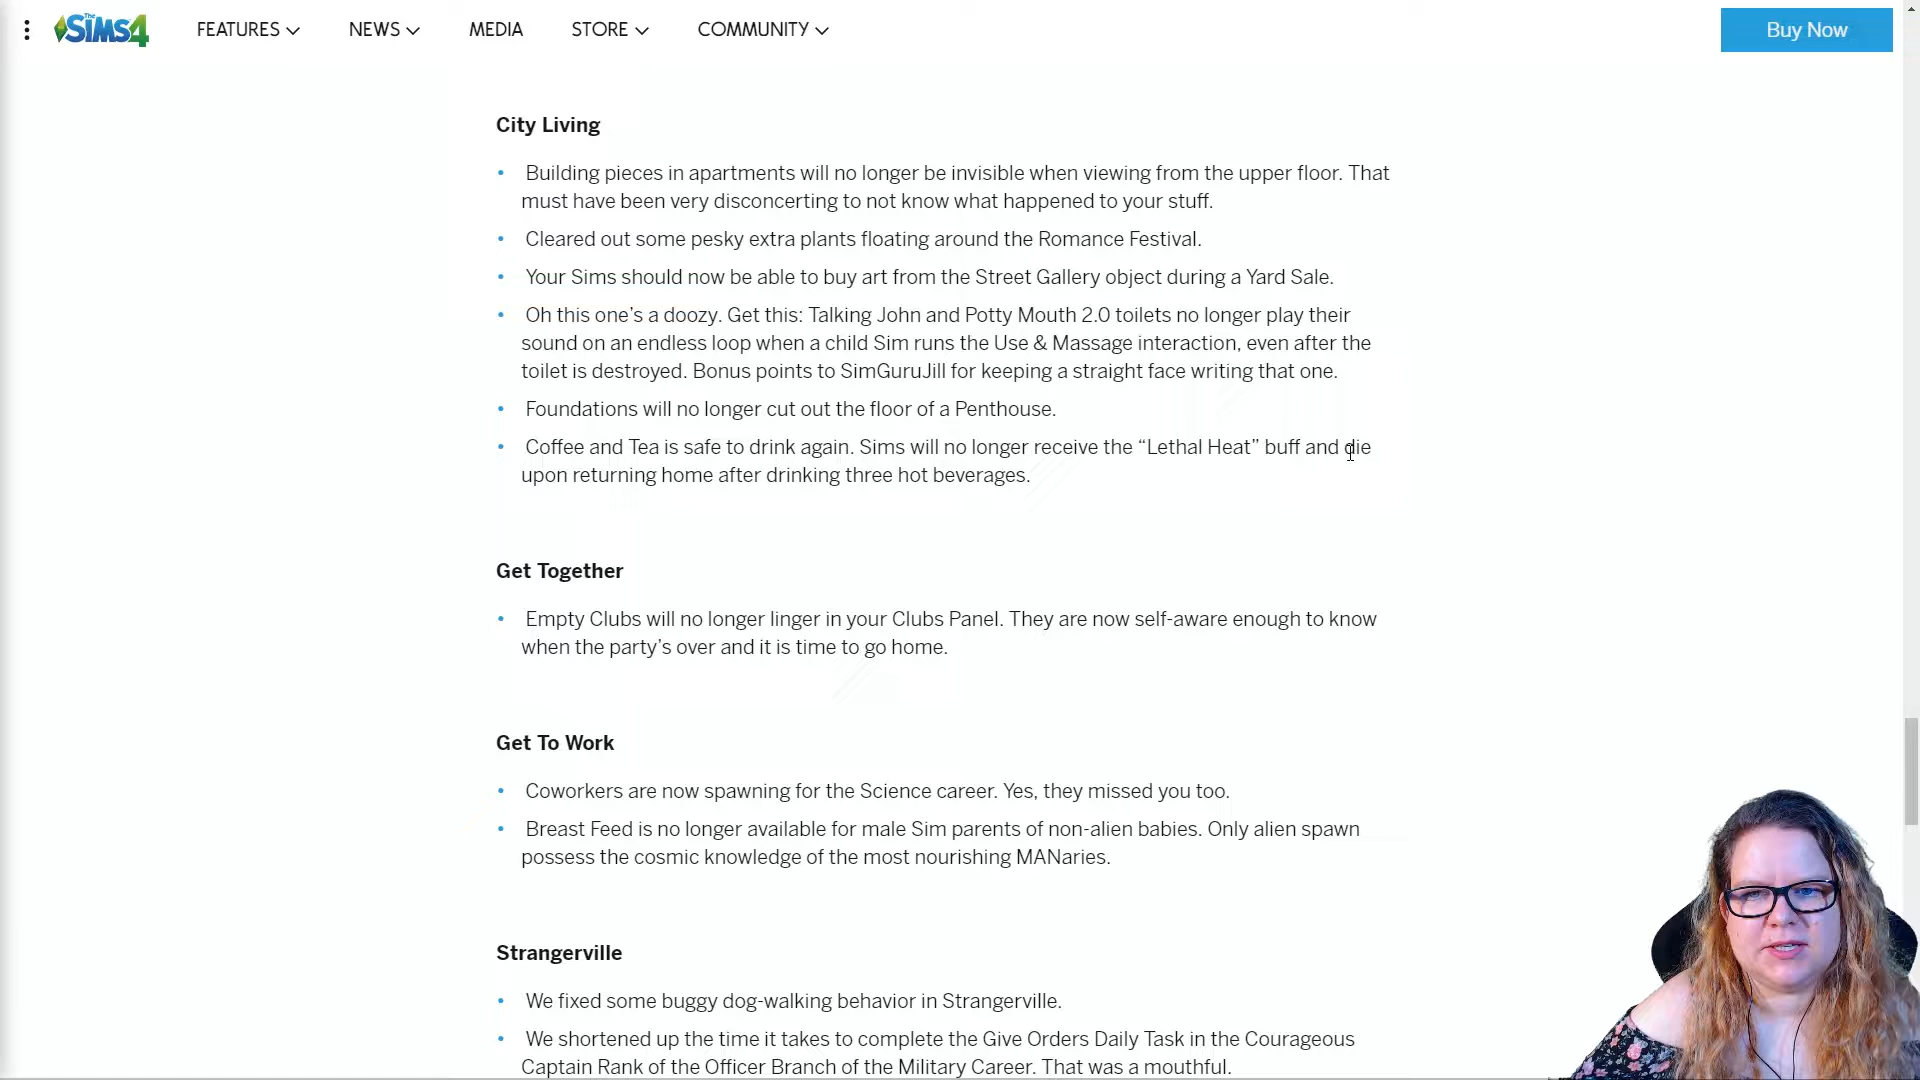 The SiMS4
FEATURES
NEWS
MEDIA
STORE
COMMUNITY
Buy Now
City Living
• Building pieces in apartments will no longer be invisible when viewing from the upper floor. That
must have been very disconcerting to not know what happened to your stuff.
• Cleared out some pesky extra plants floating around the Romance Festival.
• Your Sims should now be able to buy art from the Street Gallery object during a Yard Sale.
• Oh this one’s a doozy. Get this: Talking John and Potty Mouth 2.0 toilets no longer play their
sound on an endless loop when a child Sim runs the Use & Massage interaction, even after the
toilet is destroyed. Bonus points to SimGuruJill for keeping a straight face writing that one.
• Foundations will no longer cut out the floor of a Penthouse.
• Coffee and Tea is safe to drink again. Sims will no longer receive the “Lethal Heat” buff and die
upon returning home after drinking three hot beverages.
Get Together
• Empty Clubs will no longer linger in your Clubs Panel. They are now self-aware enough to know
when the party’s over and it is time to go home.
Get To Work
• Coworkers are now spawning for the Science career. Yes, they missed you too.
• Breast Feed is no longer available for male Sim parents of non-alien babies. Only alien spawn
possess the cosmic knowledge of the most nourishing MANaries.
Strangerville
• We fixed some buggy dog-walking behavior in Strangerville.
• We shortened up the time it takes to complete the Give Orders Daily Task in the Courageous
Captain Rank of the Officer Branch of the Military Career. That was a mouthful.